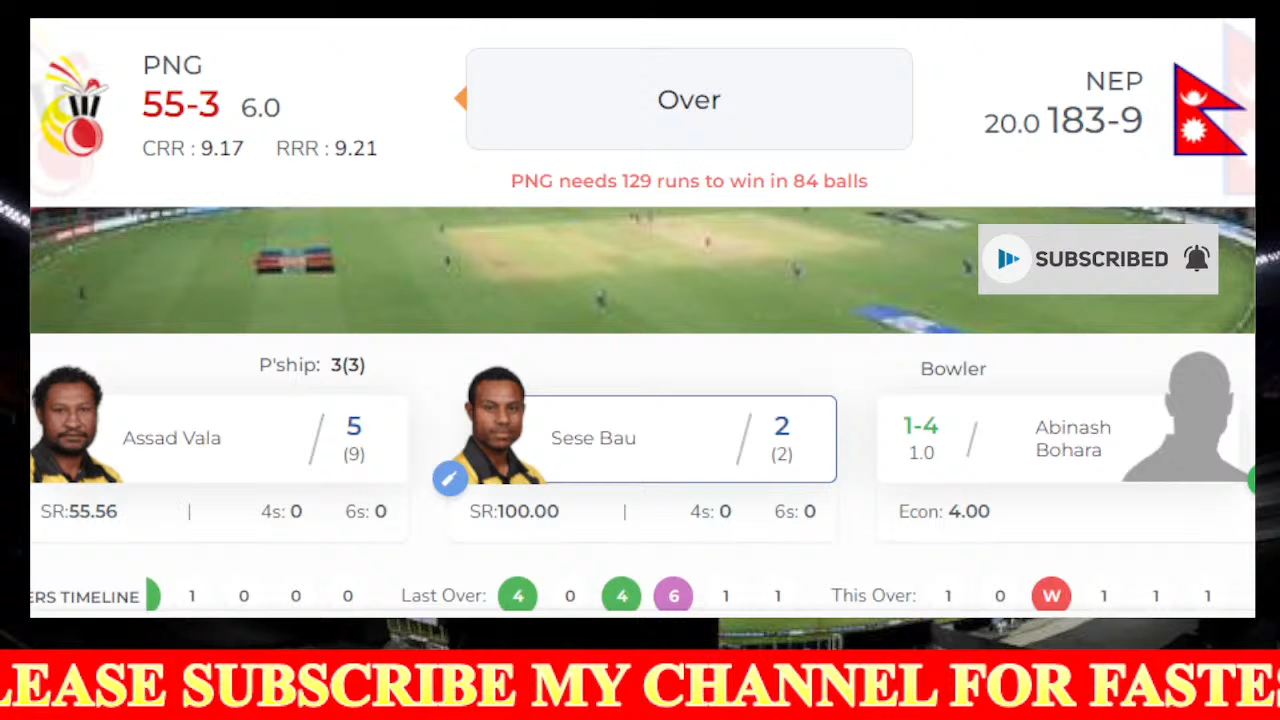 PNG
55-3 6.0
CRR : 9.17 RRR : 9.21
Over
PNG needs 129 runs to win in 84 balls
NEP
20.0 183-9
SUBSCRIBED
P'ship: 3(3)
Assad Vala
5
(9)
SR:55.56 | 4s: 0 6s: 0
Sese Bau
2
(2)
SR:100.00 | 4s: 0 6s: 0
Bowler
1-4
1.0
Abinash
Bohara
Econ: 4.00
ERS TIMELINE 1 0 0 0 Last Over: 4 0 4 6 1 1 This Over: 1 0 W 1 1 1
LEASE SUBSCRIBE MY CHANNEL FOR FASTES